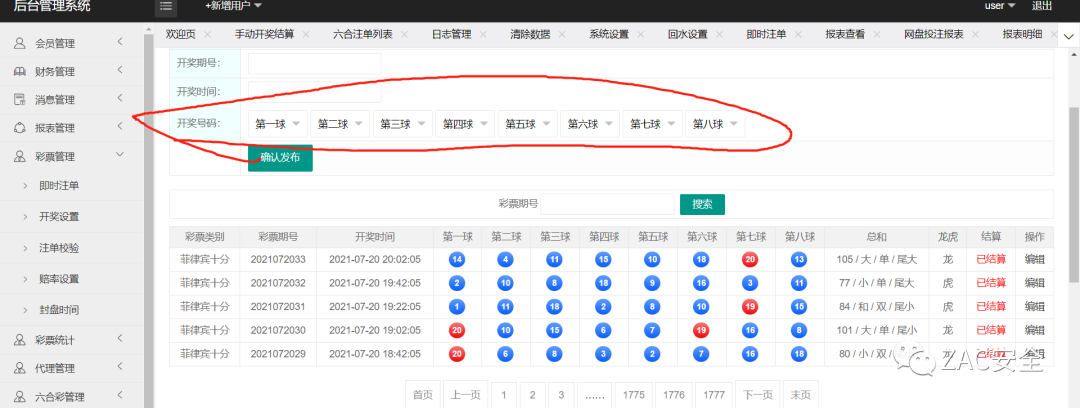 后台管理系统 +新增用户 user 退出
欢迎页 手动开奖结算 六合注单列表 日志管理 清除数据 系统设置 回水设置 即时注单 报表查看 网盘投注报表 报表明细
会员管理
财务管理
消息管理
报表管理
彩票管理
即时注单
开奖设置
注单校验
赔率设置
封盘时间
彩票统计
代理管理
六合彩管理
开奖期号：
开奖时间：
开奖号码： 第一球 第二球 第三球 第四球 第五球 第六球 第七球 第八球
确认发布
彩票期号 搜索
彩票类别 彩票期号 开奖时间 第一球 第二球 第三球 第四球 第五球 第六球 第七球 第八球 总和 龙虎 结算 操作
菲律宾十分 2021072033 2021-07-20 20:02:05 14 4 11 15 10 18 20 13 105 / 大 / 单 / 尾大 龙 已结算 编辑
菲律宾十分 2021072032 2021-07-20 19:42:05 2 10 8 18 9 16 3 11 77 / 小 / 单 / 尾大 虎 已结算 编辑
菲律宾十分 2021072031 2021-07-20 19:22:05 1 11 18 2 8 10 19 15 84 / 和 / 双 / 尾小 虎 已结算 编辑
菲律宾十分 2021072030 2021-07-20 19:02:05 20 10 15 6 7 19 16 8 101 / 大 / 单 / 尾小 龙 已结算 编辑
菲律宾十分 2021072029 2021-07-20 18:42:05 20 6 8 3 2 7 16 18 80 / 小 / 双 / 已结算 编辑
ZAC安全
首页 上一页 1 2 3 …… 1775 1776 1777 下一页 末页